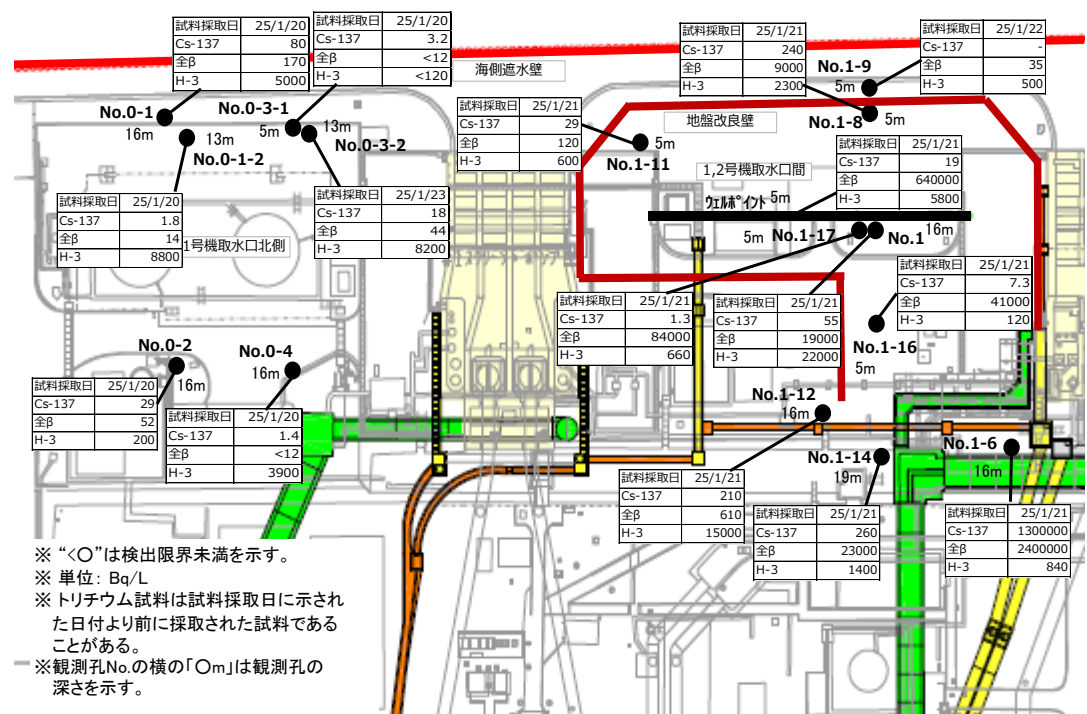 試料採取日 25/1/20
Cs-137 80
全β 170
H-3 5000
試料採取日 25/1/20
Cs-137 3.2
全β <12
H-3 <120
海側遮水壁
試料採取日 25/1/21
Cs-137 240
全β 9000
H-3 2300
試料採取日 25/1/22
Cs-137 -
全β 35
H-3 500
No.1-9
5m
No.0-1
16m
No.0-3-1
5m
13m
No.0-3-2
13m
No.0-1-2
試料採取日 25/1/21
Cs-137 29
全β 120
H-3 600
5m
No.1-11
地盤改良壁
No.1-8
5m
試料採取日 25/1/21
Cs-137 19
全β 640000
H-3 5800
1,2号機取水口間
ウェルポイント 5m
試料採取日 25/1/20
Cs-137 1.8
全β 14
H-3 8800
1号機取水口北側
試料採取日 25/1/23
Cs-137 18
全β 44
H-3 8200
5m
No.1-17
No.1
16m
試料採取日 25/1/21
Cs-137 7.3
全β 41000
H-3 120
試料採取日 25/1/21
Cs-137 1.3
全β 84000
H-3 660
試料採取日 25/1/21
Cs-137 55
全β 19000
H-3 22000
No.1-16
5m
No.0-2
16m
No.0-4
16m
試料採取日 25/1/20
Cs-137 29
全β 52
H-3 200
試料採取日 25/1/20
Cs-137 1.4
全β <12
H-3 3900
No.1-12
16m
No.1-14
19m
No.1-6
16m
試料採取日 25/1/21
Cs-137 210
全β 610
H-3 15000
試料採取日 25/1/21
Cs-137 260
全β 23000
H-3 1400
試料採取日 25/1/21
Cs-137 1300000
全β 2400000
H-3 840
※ “<〇”は検出限界未満を示す。
※ 単位: Bq/L
※ トリチウム試料は試料採取日に示され
た日付より前に採取された試料である
ことがある。
※観測孔No.の横の「〇m」は観測孔の
深さを示す。